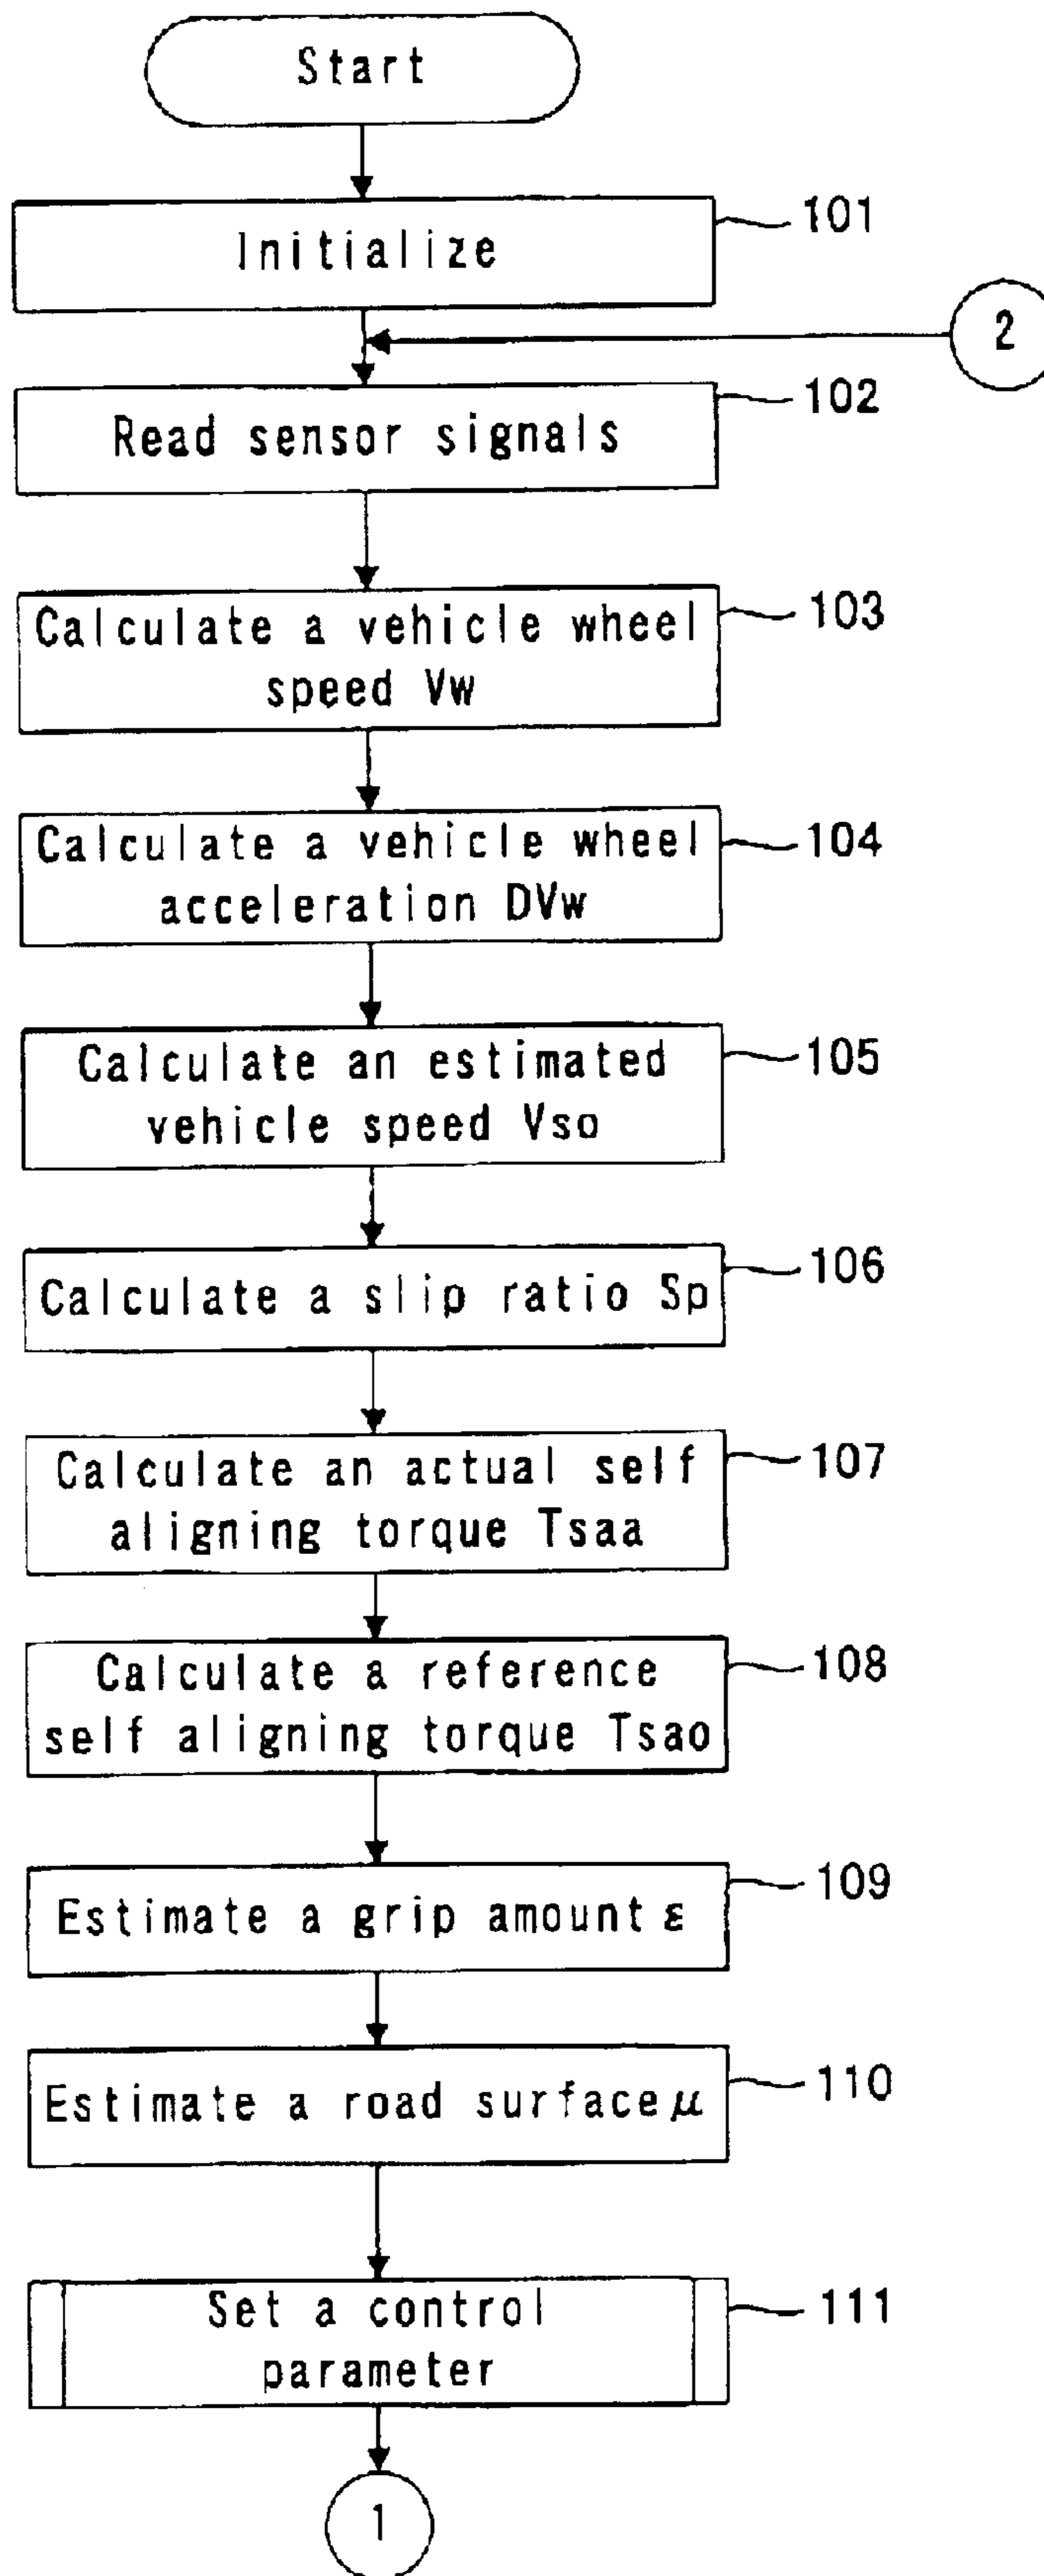 Start
101
Initialize
2
102
Read sensor signals
103
Calculate a vehicle wheel
speed Vw
104
Calculate a vehicle wheel
acceleration DVw
105
Calculate an estimated
vehicle speed Vso
106
Calculate a slip ratio Sp
107
Calculate an actual self
aligning torque Tsaa
108
Calculate a reference
self aligning torque Tsao
109
Estimate a grip amount ε
110
Estimate a road surface μ
111
Set a control
parameter
1